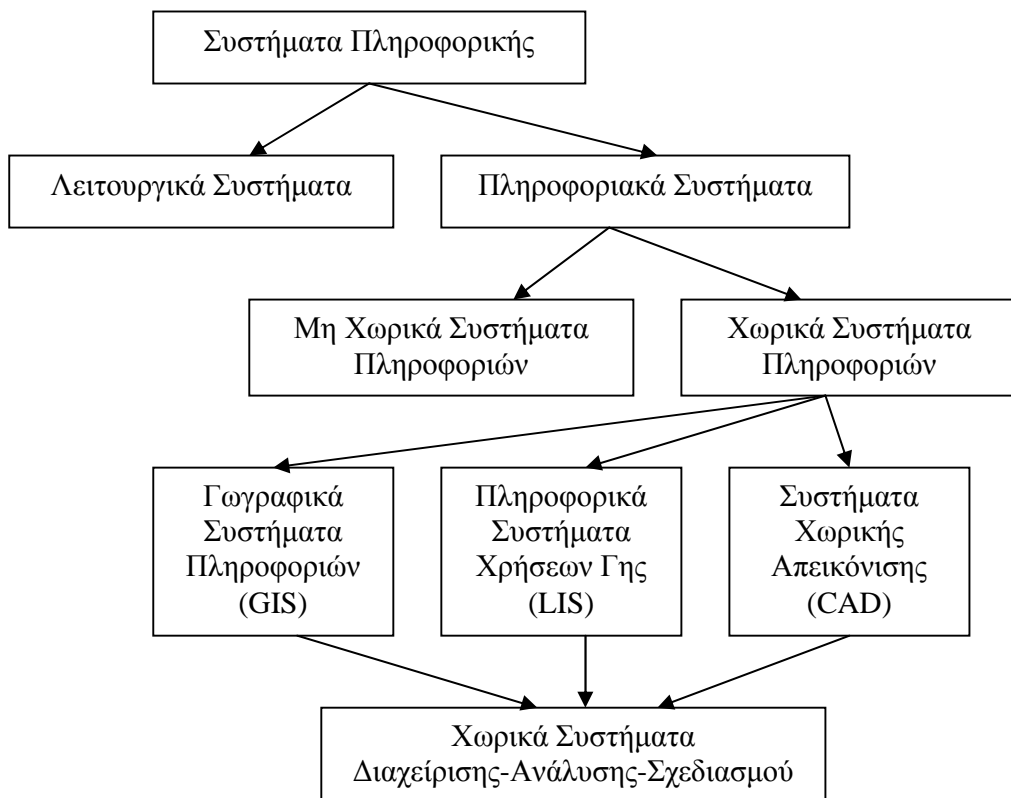 Συστήματα Πληροφορικής
Λειτουργικά Συστήματα
Πληροφοριακά Συστήματα
Μη Χωρικά Συστήματα
Πληροφοριών
Χωρικά Συστήματα
Πληροφοριών
Γωγραφικά
Συστήματα
Πληροφοριών
(GIS)
Πληροφορικά
Συστήματα
Χρήσεων Γης
(LIS)
Συστήματα
Χωρικής
Απεικόνισης
(CAD)
Χωρικά Συστήματα
Διαχείρισης-Ανάλυσης-Σχεδιασμού